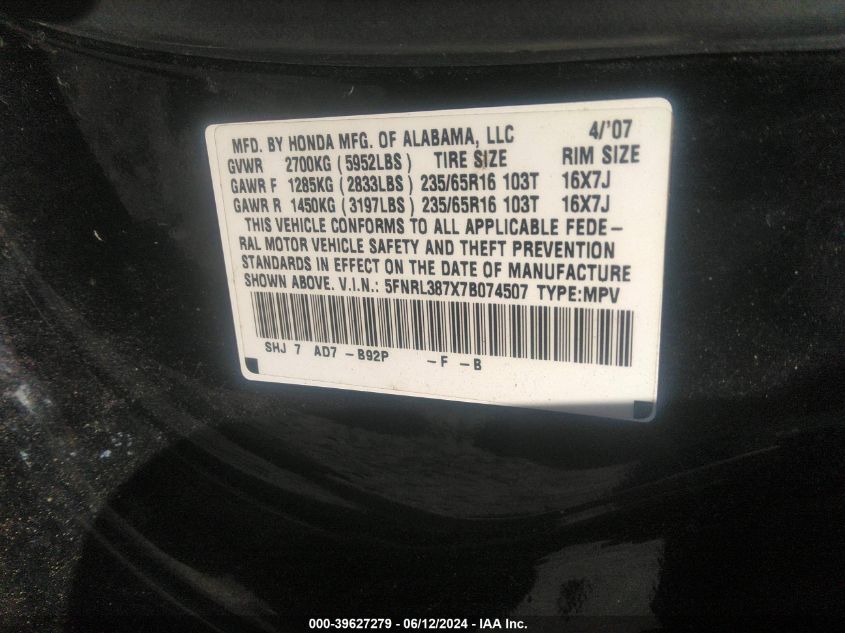 MFD. BY HONDA MFG. OF ALABAMA, LLC 4/'07
GVWR 2700KG (5952LBS) TIRE SIZE RIM SIZE
GAWR F 1285KG (2833LBS) 235/65R16 103T 16X7J
GAWR R 1450KG (3197LBS) 235/65R16 103T 16X7J
THIS VEHICLE CONFORMS TO ALL APPLICABLE FEDE-
RAL MOTOR VEHICLE SAFETY AND THEFT PREVENTION
STANDARDS IN EFFECT ON THE DATE OF MANUFACTURE
SHOWN ABOVE. V.I.N.: 5FNRL387X7B074507 TYPE:MPV
SHJ 7 AD7-B92P -F -B
000-39627279 - 06/12/2024 - IAA Inc.